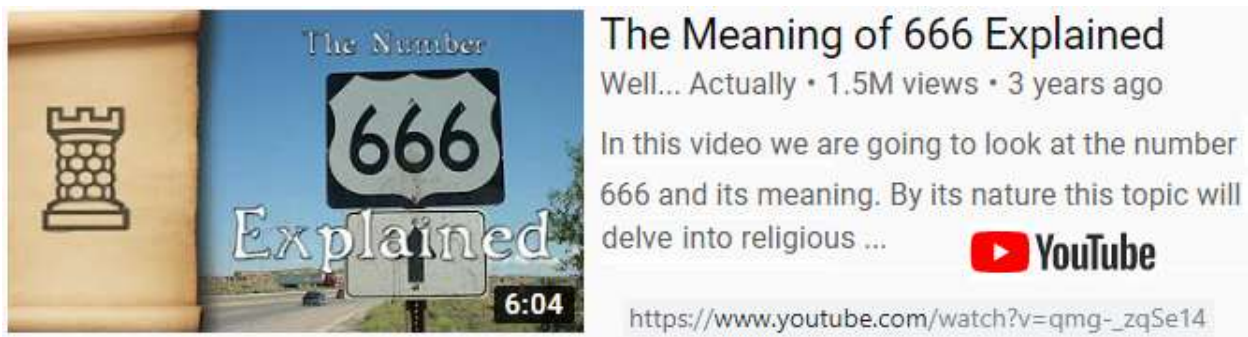 The Number
666
Explained
6:04
The Meaning of 666 Explained
Well... Actually • 1.5M views • 3 years ago
In this video we are going to look at the number
666 and its meaning. By its nature this topic will
delve into religious ...
YouTube
https://www.youtube.com/watch?v=qmg-_zqSe14